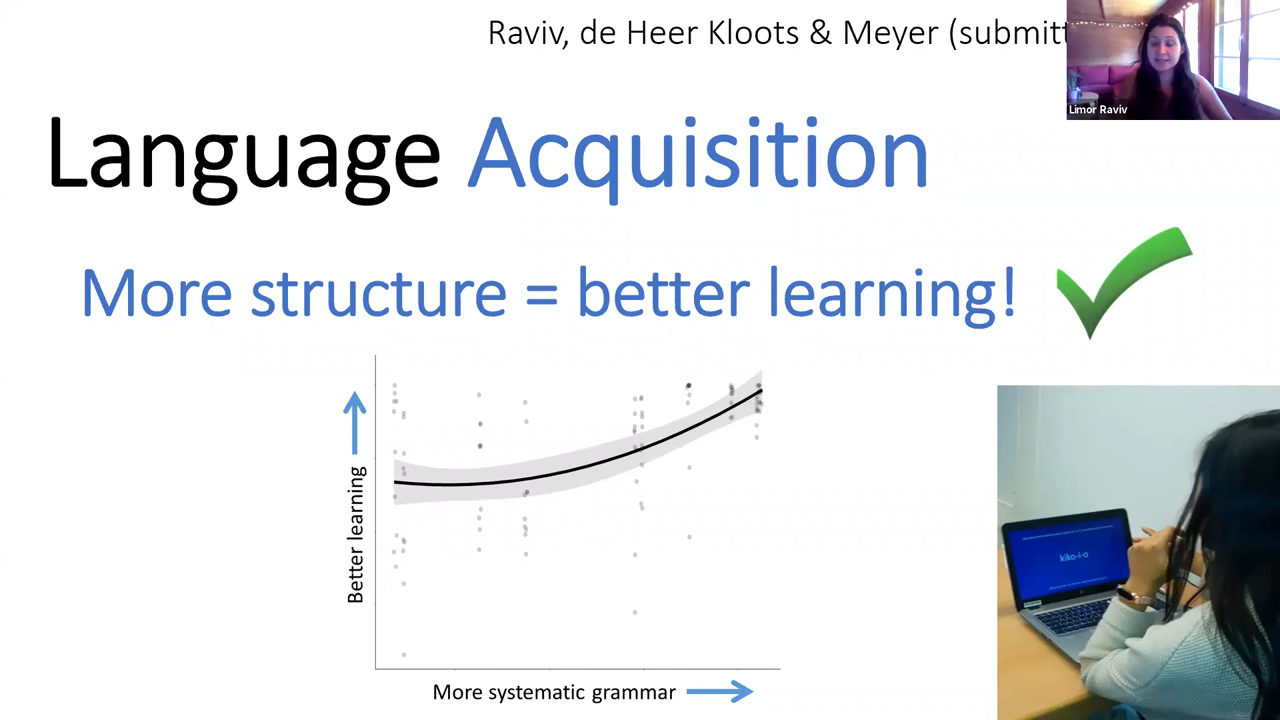 Raviv, de Heer Kloots & Meyer (submitt
Limor Raviv
Language Acquisition
More structure = better learning!
Better learning
More systematic grammar
kiko-i-o